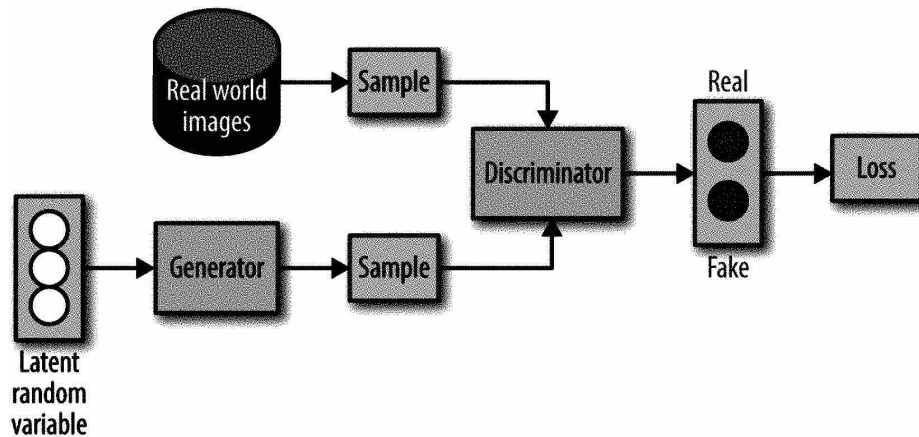 Real world
images
Sample
Discriminator
Real
Fake
Loss
Latent
random
variable
Generator
Sample